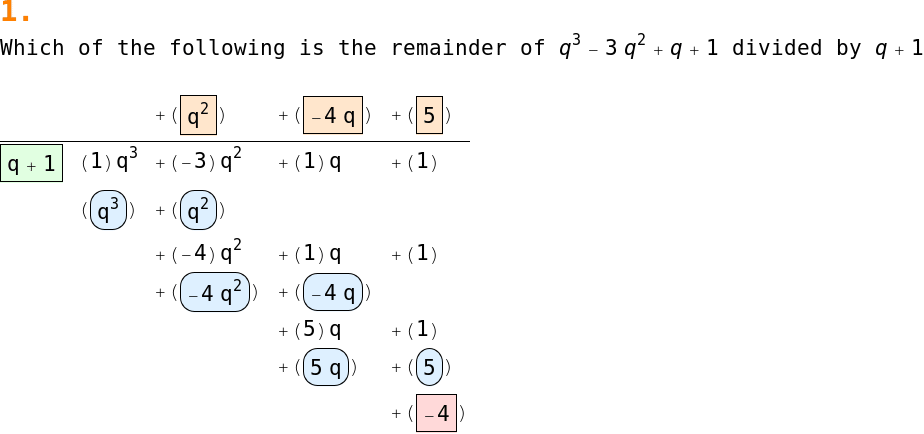 1.
Which of the following is the remainder of q³ – 3 q² + q + 1 divided by q + 1
+ ( q² ) + ( –4 q ) + ( 5 )
q + 1 (1) q³ + (–3) q² + (1) q + (1)
( q³ ) + ( q² )
+ (–4) q² + (1) q + (1)
+ ( –4 q² ) + ( –4 q )
+ (5) q + (1)
+ ( 5 q ) + ( 5 )
+ ( –4 )